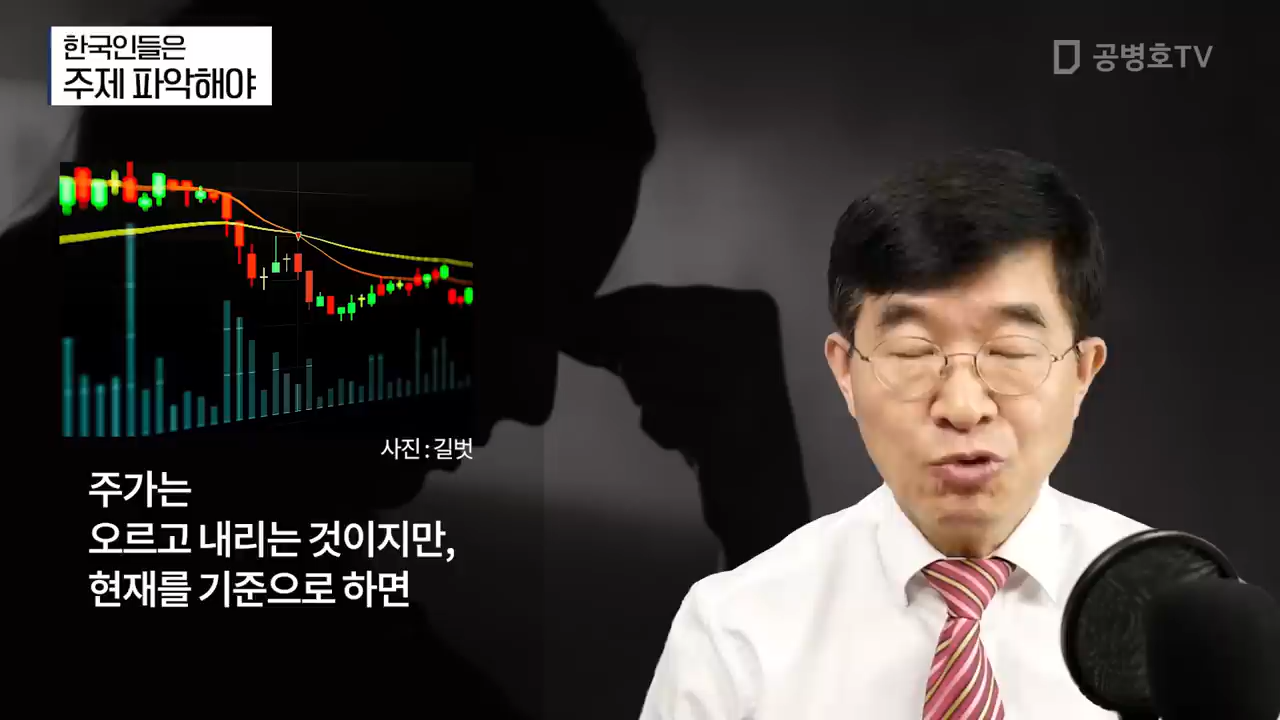 한국인들은
주제 파악해야
공병호TV
사진 : 길벗
주가는
오르고 내리는 것이지만,
현재를 기준으로 하면